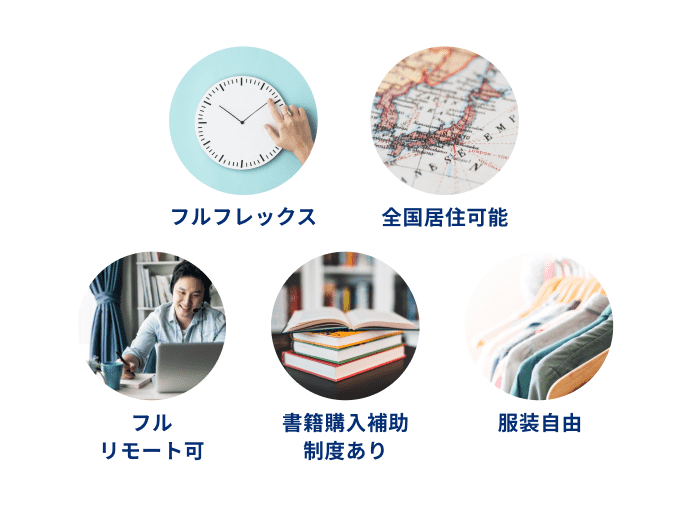 フルフレックス
全国居住可能
フル
リモート可
書籍購入補助
制度あり
服装自由